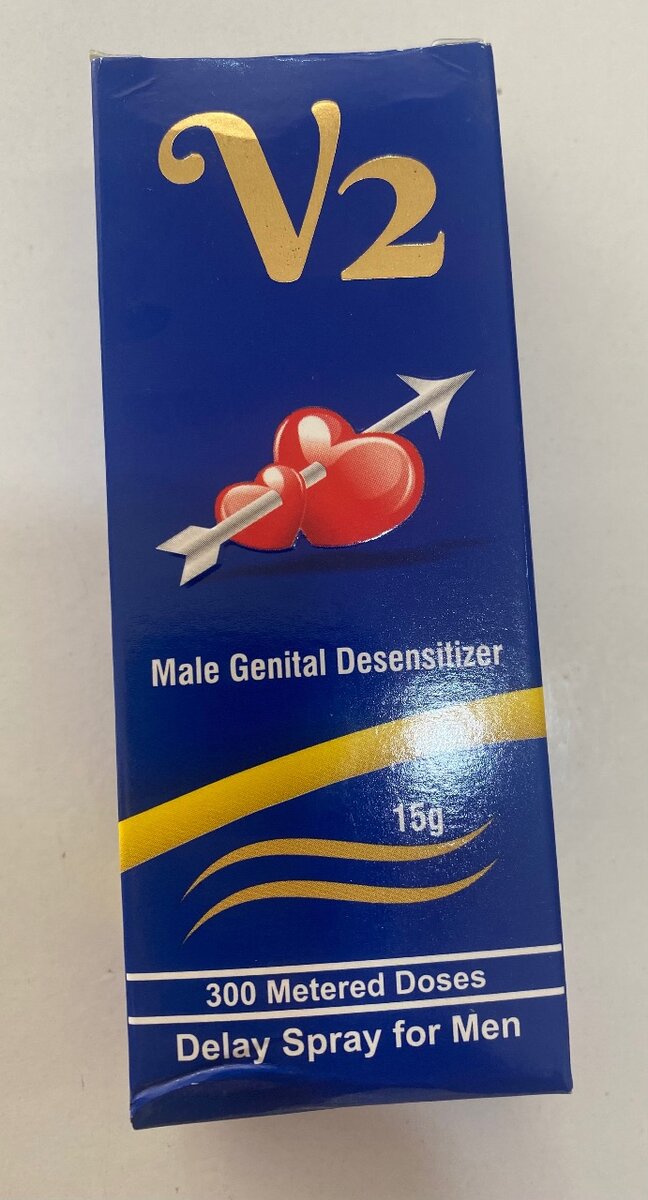 V2
Male Genital Desensitizer
15g
300 Metered Doses
Delay Spray for Men